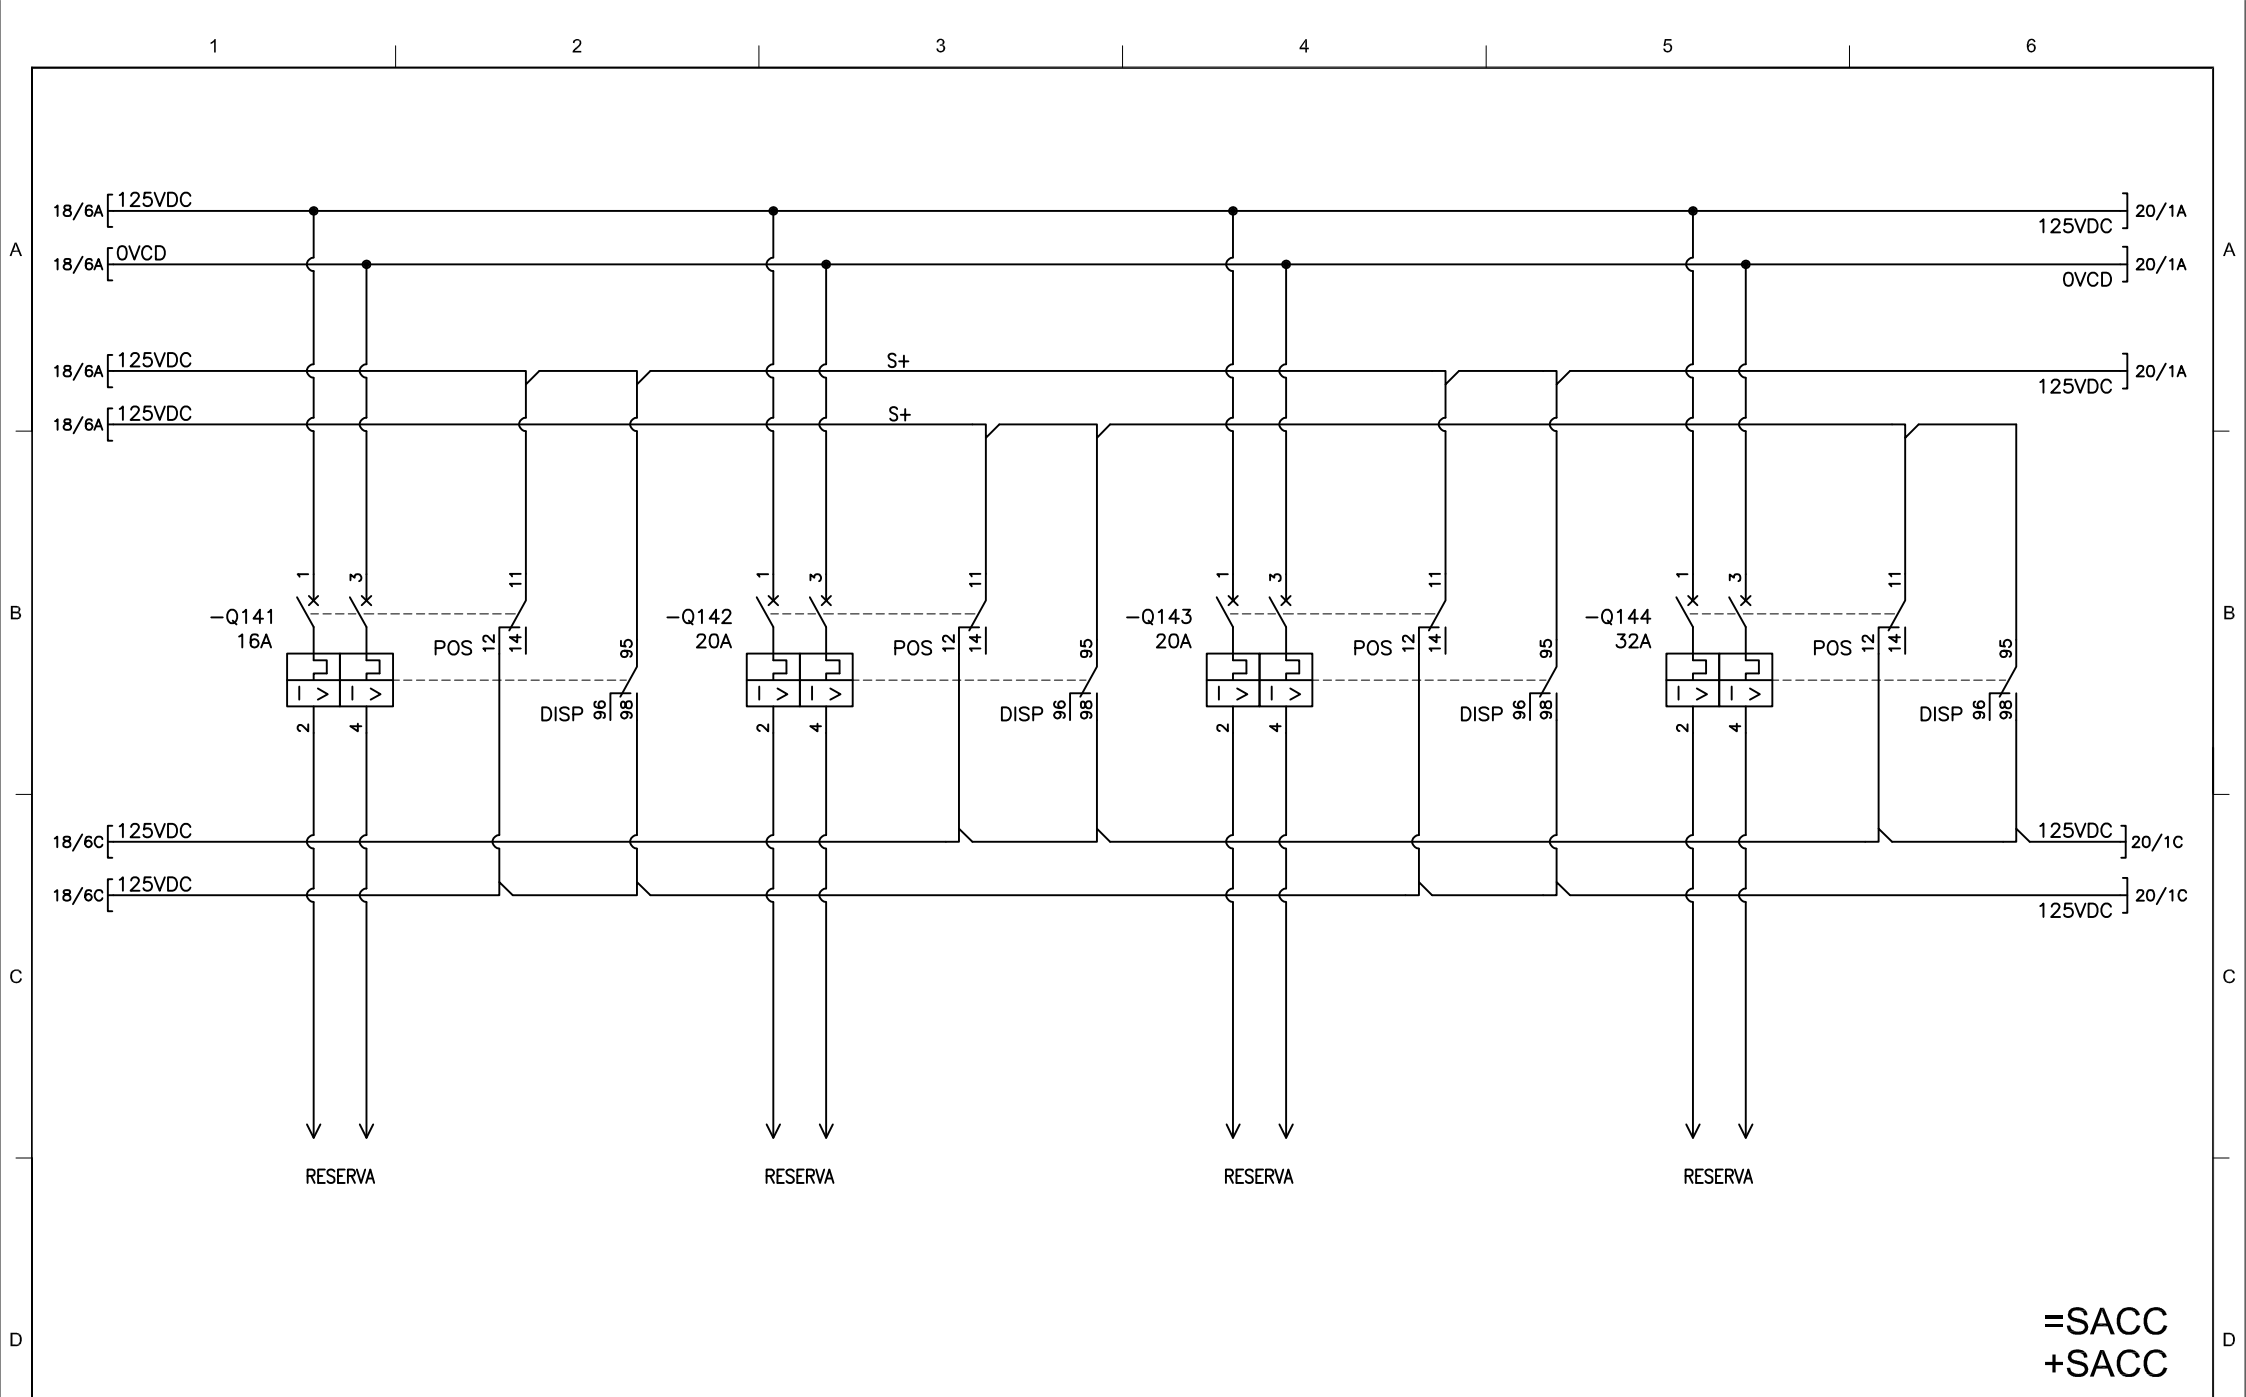 1 2 3 4 5 6
18/6A 125VDC
125VDC 20/1A
A A
18/6A 0VCD
0VCD 20/1A
18/6A 125VDC S+
125VDC 20/1A
18/6A 125VDC S+
1 3 11 1 3 11 1 3 11 1 3 11
B B
-Q141 -Q142 -Q143 -Q144
16A 20A 20A 32A
POS 12 14 95 POS 12 14 95 POS 12 14 95 POS 12 14 95
I > I > I > I > I > I > I > I >
DISP 96 98 DISP 96 98 DISP 96 98 DISP 96 98
2 4 2 4 2 4 2 4
18/6C 125VDC 125VDC 20/1C
18/6C 125VDC
125VDC 20/1C
C C
RESERVA RESERVA RESERVA RESERVA
=SACC
D D
+SACC